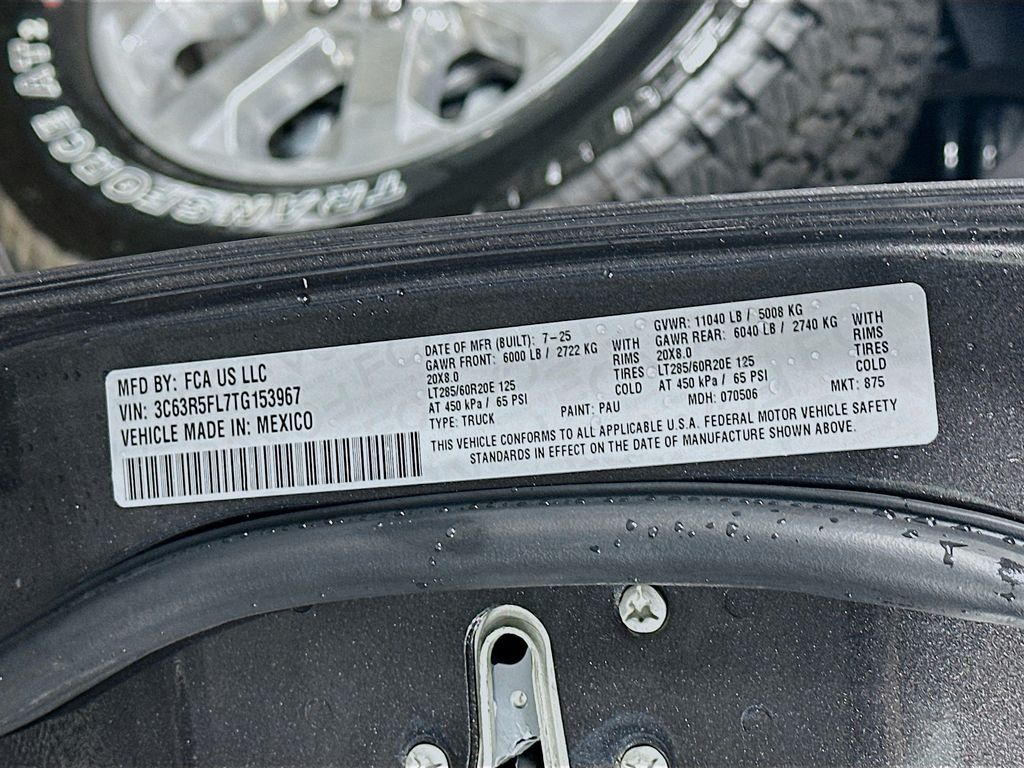 TRANSFORCE AT2
MFD BY: FCA US LLC
VIN: 3C63R5FL7TG153967
VEHICLE MADE IN: MEXICO
DATE OF MFR (BUILT): 7-25
GVWR: 11040 LB / 5008 KG
GAWR FRONT: 6000 LB / 2722 KG WITH
20X8.0 RIMS
LT285/60R20E 125 TIRES
AT 450 kPa / 65 PSI COLD
GAWR REAR: 6040 LB / 2740 KG WITH
20X8.0 RIMS
LT285/60R20E 125 TIRES
AT 450 kPa / 65 PSI COLD
TYPE: TRUCK PAINT: PAU MDH: 070506 MKT: 875
THIS VEHICLE CONFORMS TO ALL APPLICABLE U.S.A. FEDERAL MOTOR VEHICLE SAFETY
STANDARDS IN EFFECT ON THE DATE OF MANUFACTURE SHOWN ABOVE.